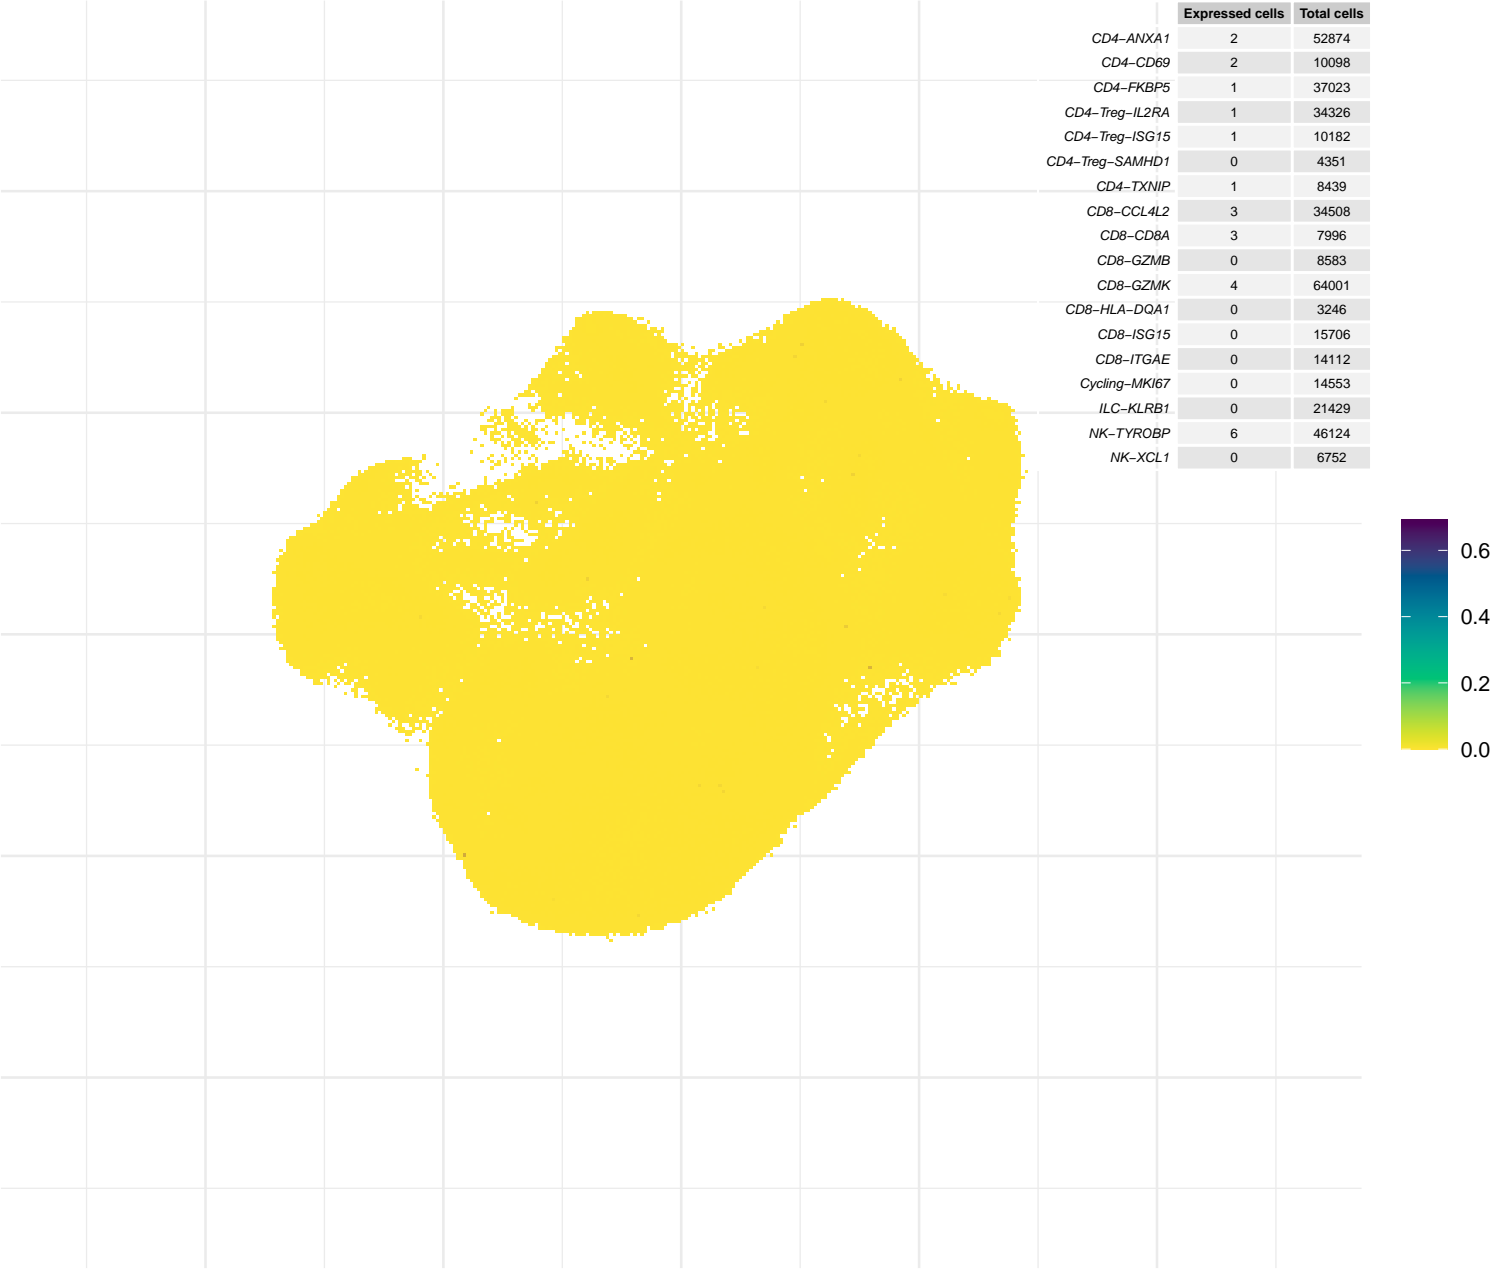 Expressed cells Total cells
CD4−ANXA1 2 52874
CD4−CD69 2 10098
CD4−FKBP5 1 37023
CD4−Treg−IL2RA 1 34326
CD4−Treg−ISG15 1 10182
CD4−Treg−SAMHD1 0 4351
CD4−TXNIP 1 8439
CD8−CCL4L2 3 34508
CD8−CD8A 3 7996
CD8−GZMB 0 8583
CD8−GZMK 4 64001
CD8−HLA−DQA1 0 3246
CD8−ISG15 0 15706
CD8−ITGAE 0 14112
Cycling−MKI67 0 14553
ILC−KLRB1 0 21429
NK−TYROBP 6 46124
NK−XCL1 0 6752
0.6
0.4
0.2
0.0